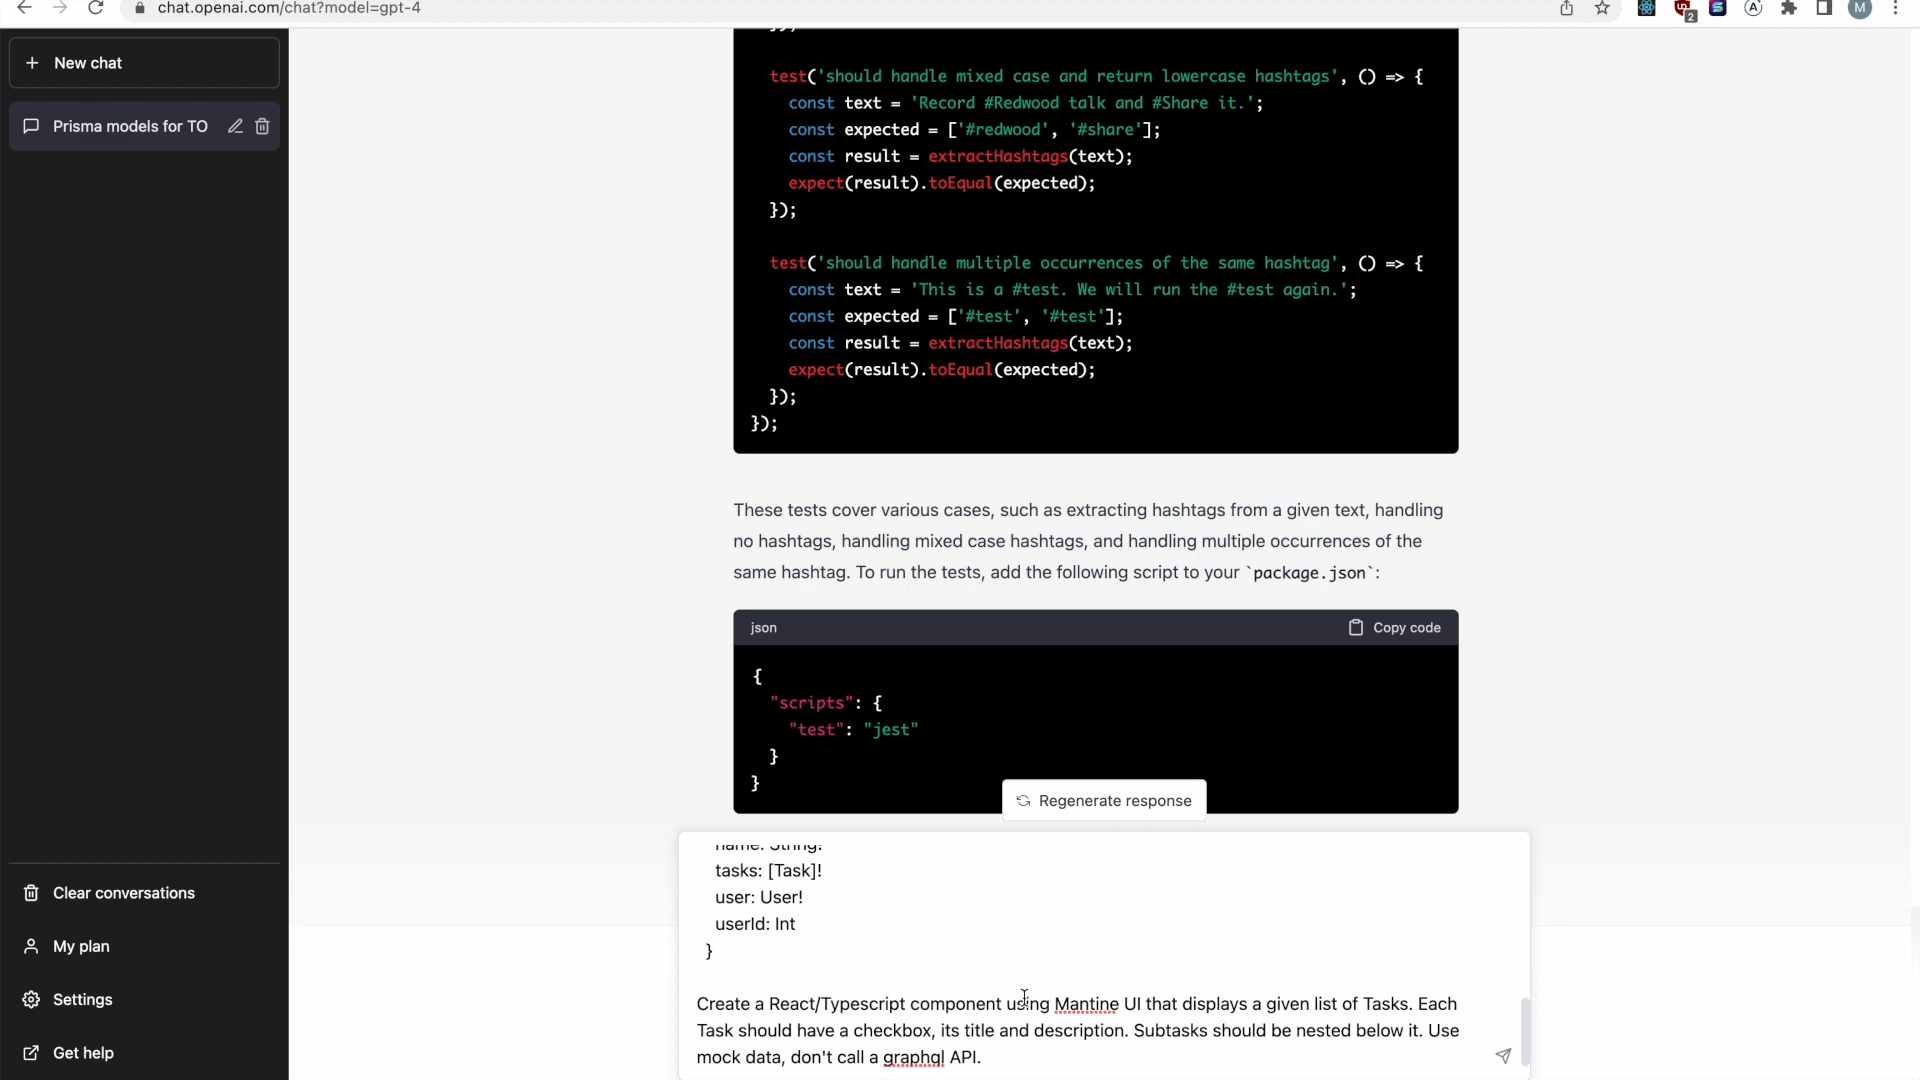 chat.openai.com/chat?model=gpt-4
2
M
New chat
Prisma models for TO
});
test('should handle mixed case and return lowercase hashtags', () => {
const text = 'Record #Redwood talk and #Share it.';
const expected = ['#redwood', '#share'];
const result = extractHashtags(text);
expect(result).toEqual(expected);
});
test('should handle multiple occurrences of the same hashtag', () => {
const text = 'This is a #test. We will run the #test again.';
const expected = ['#test', '#test'];
const result = extractHashtags(text);
expect(result).toEqual(expected);
});
});
These tests cover various cases, such as extracting hashtags from a given text, handling
no hashtags, handling mixed case hashtags, and handling multiple occurrences of the
same hashtag. To run the tests, add the following script to your `package.json`:
json
Copy code
{
"scripts": {
"test": "jest"
}
}
Regenerate response
name: String!
tasks: [Task]!
user: User!
userId: Int
}
Create a React/Typescript component using Mantine UI that displays a given list of Tasks. Each
Task should have a checkbox, its title and description. Subtasks should be nested below it. Use
mock data, don't call a graphql API.
Clear conversations
My plan
Settings
Get help